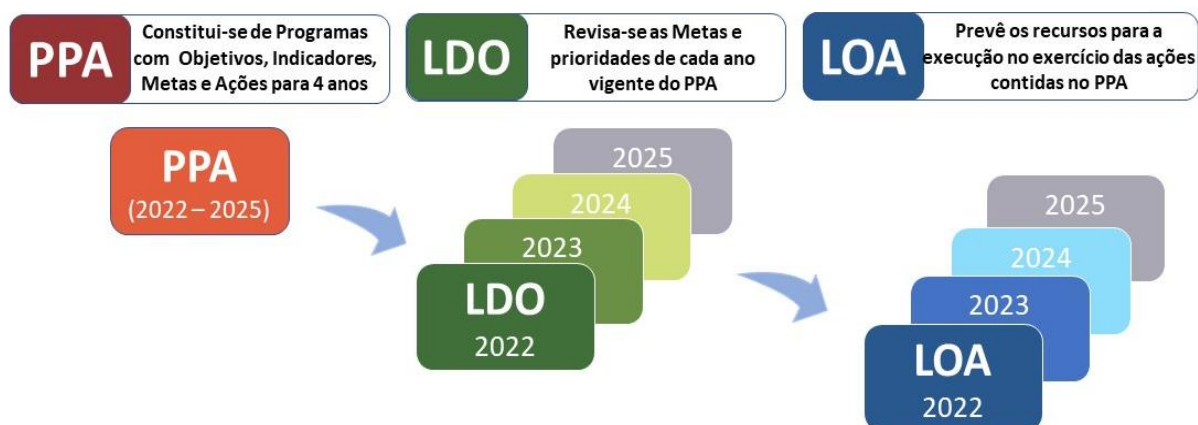 PPA
Constitui-se de Programas
com Objetivos, Indicadores,
Metas e Ações para 4 anos
LDO
Revisa-se as Metas e
prioridades de cada ano
vigente do PPA
LOA
Prevê os recursos para a
execução no exercício das ações
contidas no PPA
PPA
(2022 – 2025)
2025
2024
2023
LDO
2022
2025
2024
2023
LOA
2022